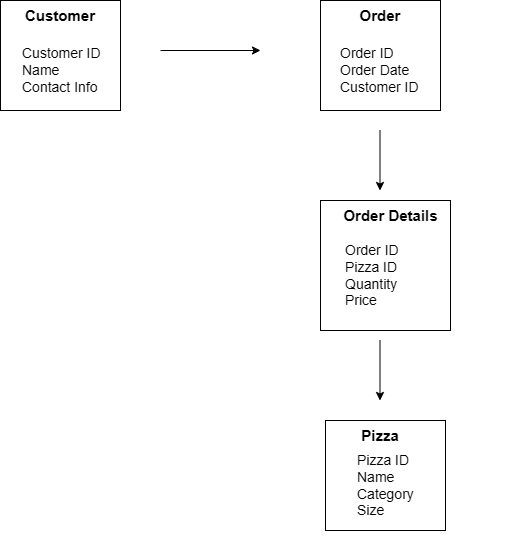 Customer
Customer ID
Name
Contact Info
Order
Order ID
Order Date
Customer ID
Order Details
Order ID
Pizza ID
Quantity
Price
Pizza
Pizza ID
Name
Category
Size